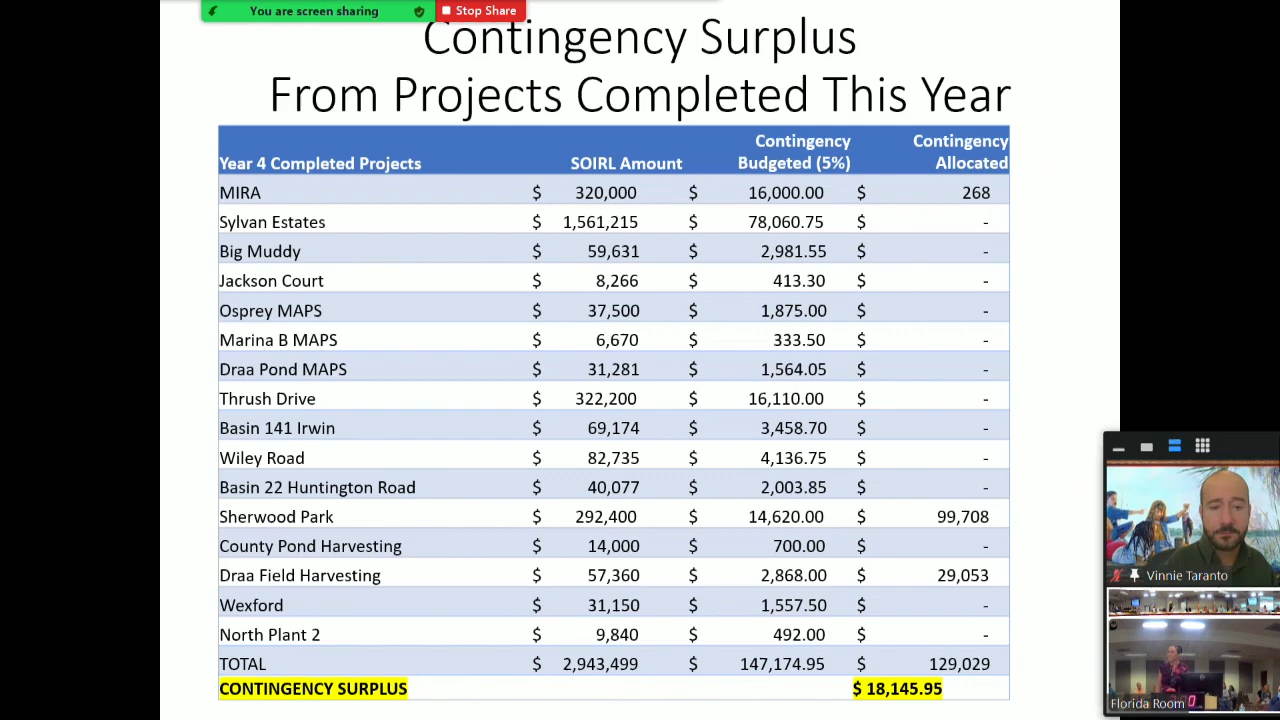 You are screen sharing
Stop Share
Contingency Surplus
From Projects Completed This Year
Year 4 Completed Projects SOIRL Amount Contingency Budgeted (5%) Contingency Allocated
MIRA $ 320,000 $ 16,000.00 $ 268
Sylvan Estates $ 1,561,215 $ 78,060.75 $ -
Big Muddy $ 59,631 $ 2,981.55 $ -
Jackson Court $ 8,266 $ 413.30 $ -
Osprey MAPS $ 37,500 $ 1,875.00 $ -
Marina B MAPS $ 6,670 $ 333.50 $ -
Draa Pond MAPS $ 31,281 $ 1,564.05 $ -
Thrush Drive $ 322,200 $ 16,110.00 $ -
Basin 141 Irwin $ 69,174 $ 3,458.70 $ -
Wiley Road $ 82,735 $ 4,136.75 $ -
Basin 22 Huntington Road $ 40,077 $ 2,003.85 $ -
Sherwood Park $ 292,400 $ 14,620.00 $ 99,708
County Pond Harvesting $ 14,000 $ 700.00 $ -
Draa Field Harvesting $ 57,360 $ 2,868.00 $ 29,053
Wexford $ 31,150 $ 1,557.50 $ -
North Plant 2 $ 9,840 $ 492.00 $ -
TOTAL $ 2,943,499 $ 147,174.95 129,029
CONTINGENCY SURPLUS $ 18,145.95
Vinnie Taranto
Florida Room